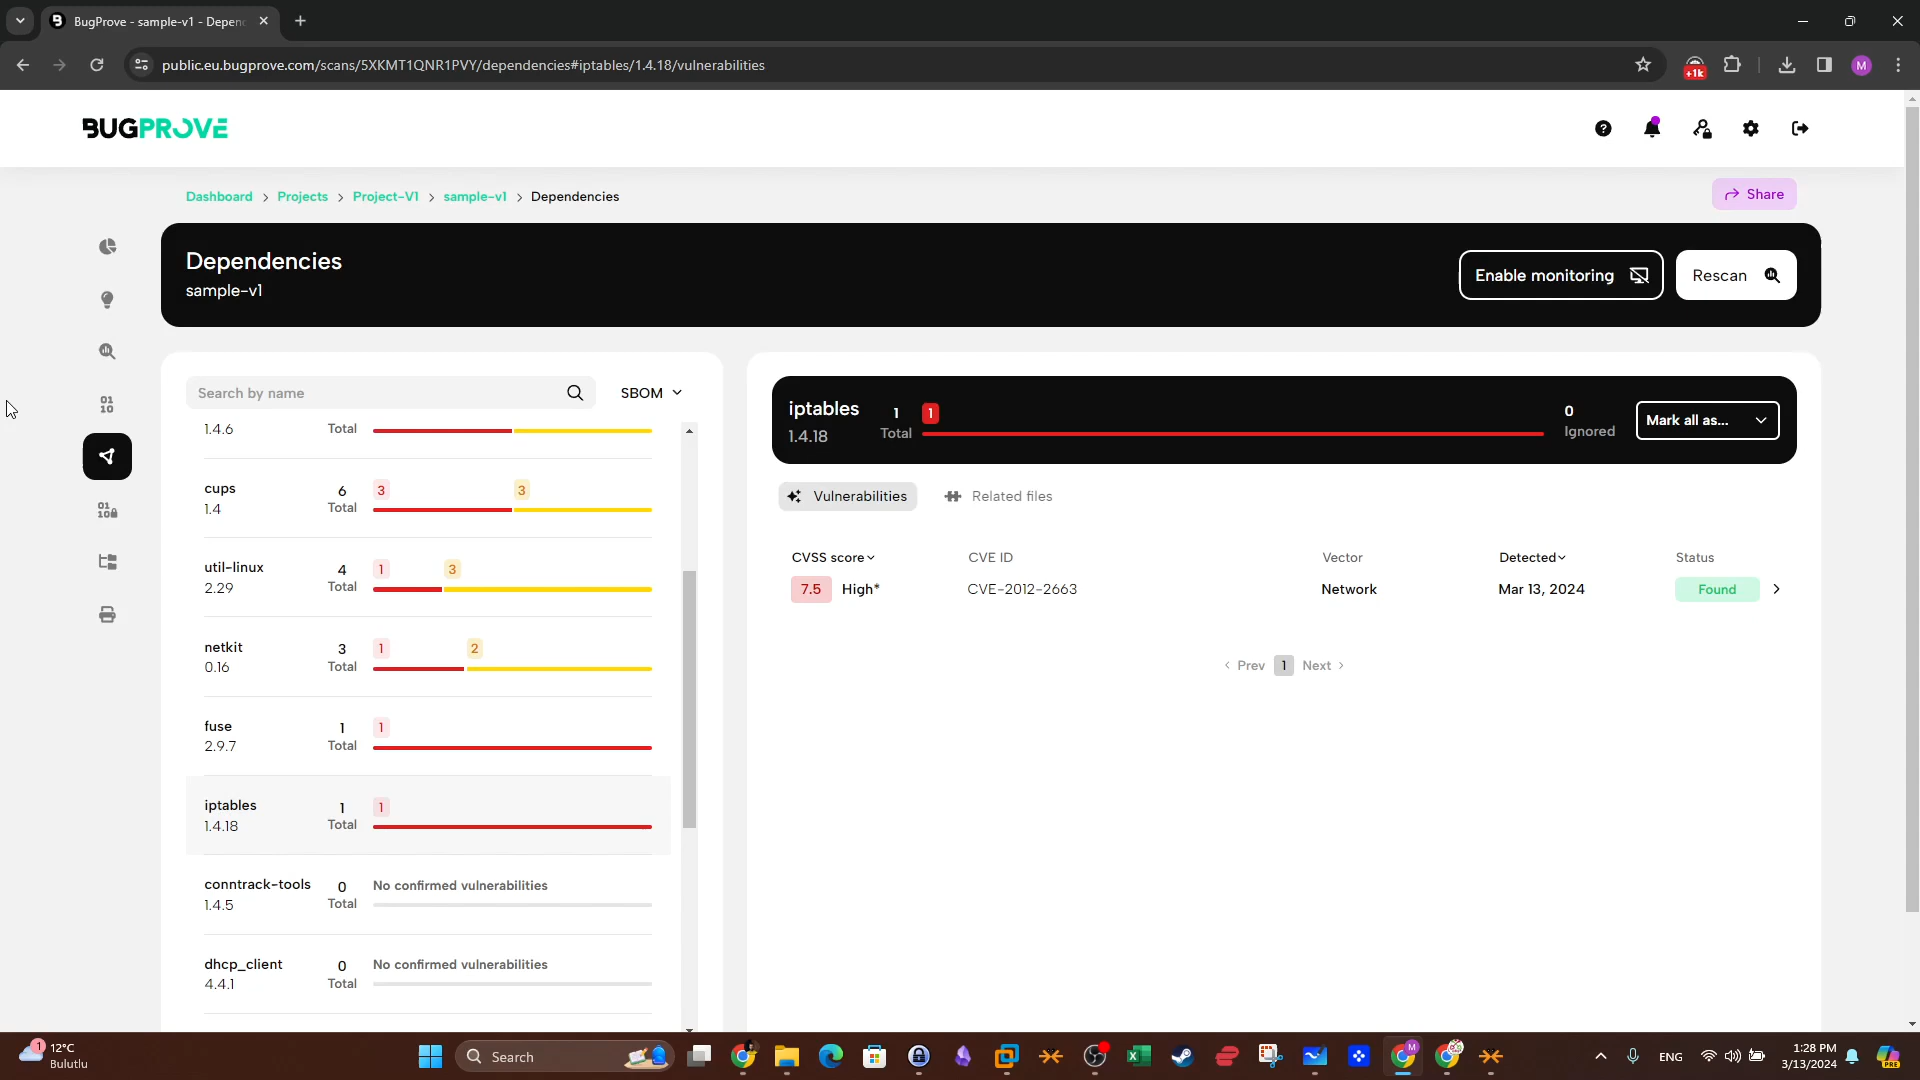 BugProve - sample-v1 - Depen
public.eu.bugprove.com/scans/5XKMT1QNR1PVY/dependencies#iptables/1.4.18/vulnerabilities
+1k
M
BUGPROVE
Dashboard > Projects > Project-V1 > sample-v1 > Dependencies
Share
Dependencies
sample-v1
Enable monitoring
Rescan
Search by name
SBOM
1.4.6
Total
cups
1.4
6
Total
3
3
util-linux
2.29
4
Total
1
3
netkit
0.16
3
Total
1
2
fuse
2.9.7
1
Total
1
iptables
1.4.18
1
Total
1
conntrack-tools
1.4.5
0
Total
No confirmed vulnerabilities
dhcp_client
4.4.1
0
Total
No confirmed vulnerabilities
iptables
1.4.18
1
Total
1
0
Ignored
Mark all as...
Vulnerabilities
Related files
CVSS score CVE ID Vector Detected Status
7.5 High* CVE-2012-2663 Network Mar 13, 2024 Found
Prev 1 Next
1
12°C
Bulutlu
Search
M
ENG
1:28 PM
3/13/2024
PRE